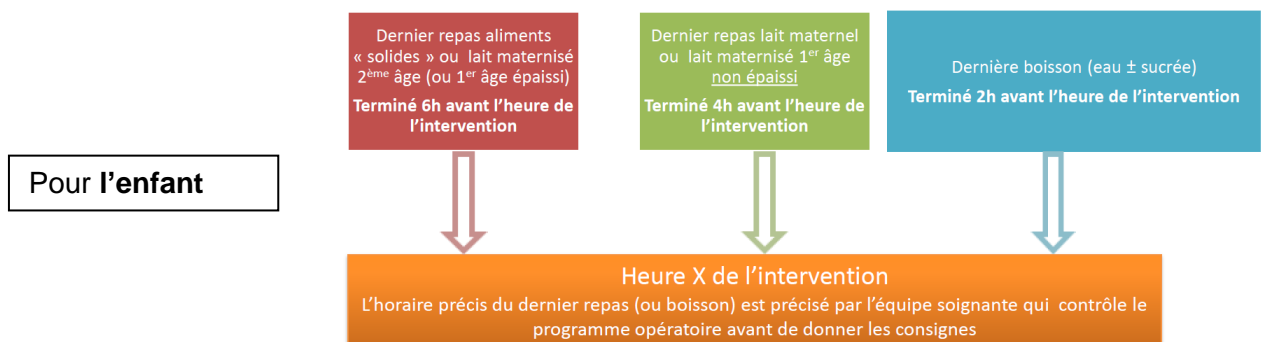 Dernier repas aliments
« solides » ou lait maternisé
2ème âge (ou 1er âge épaissi)
Terminé 6h avant l'heure de
l'intervention
Dernier repas lait maternel
ou lait maternisé 1er âge
non épaissi
Terminé 4h avant l'heure de
l'intervention
Dernière boisson (eau ± sucrée)
Terminé 2h avant l'heure de l'intervention
Pour l'enfant
Heure X de l'intervention
L'horaire précis du dernier repas (ou boisson) est précisé par l'équipe soignante qui contrôle le
programme opératoire avant de donner les consignes